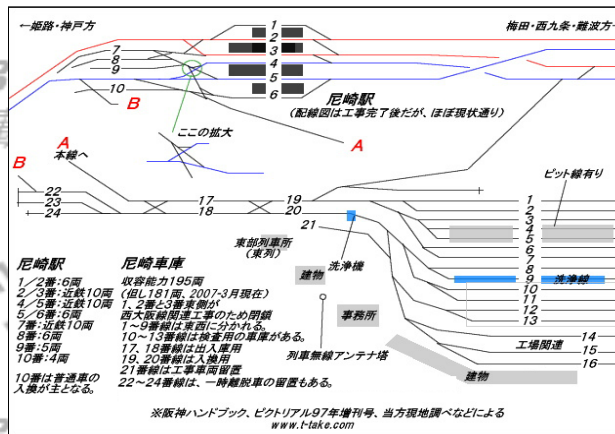 ←姫路・神戸方
梅田・西九条・難波方→
1
2
3
4
5
6
7
8
9
10
尼崎駅
(配線図は工事完了後だが、ほぼ現状通り)
B
A
ここの拡大
B
A
本線へ
22
23
24
17
18
19
20
21
ピット線有り
1
2
3
4
5
6
7
8
9
10
11
12
13
14
15
16
洗浄線
洗浄機
東部列車所
(東列)
建物
事務所
列車無線アンテナ塔
工場関連
建物
尼崎駅
1/2番:6両
2/3番:近鉄10両
4/5番:近鉄10両
5/6番:6両
7番:近鉄10両
8番:6両
9番:5両
10番:4両
10番は普通車の
入換が主となる。
尼崎車庫
収容能力195両
(但し181両、2007-3月現在)
1、2番と3番東側が
西大阪線関連工事のため閉鎖
1~9番線は東西に分かれる。
10~13番線は検査用の車庫がある。
17、18番線は出入庫用
19、20番線は入換用
21番線は工事車両留置
22~24番線は、一時離脱車の留置もある。
※阪神ハンドブック、ピクトリアル97年増刊号、当方現地調べなどによる
www.t-take.com